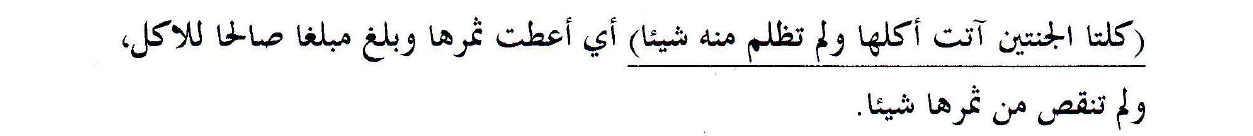 (كلتا الجنتين آتت أكلها ولم تظلم منه شيئا) أي أعطت ثمرها وبلغ مبلغا صالحا للاكل،
ولم تنقص من ثمرها شيئا.